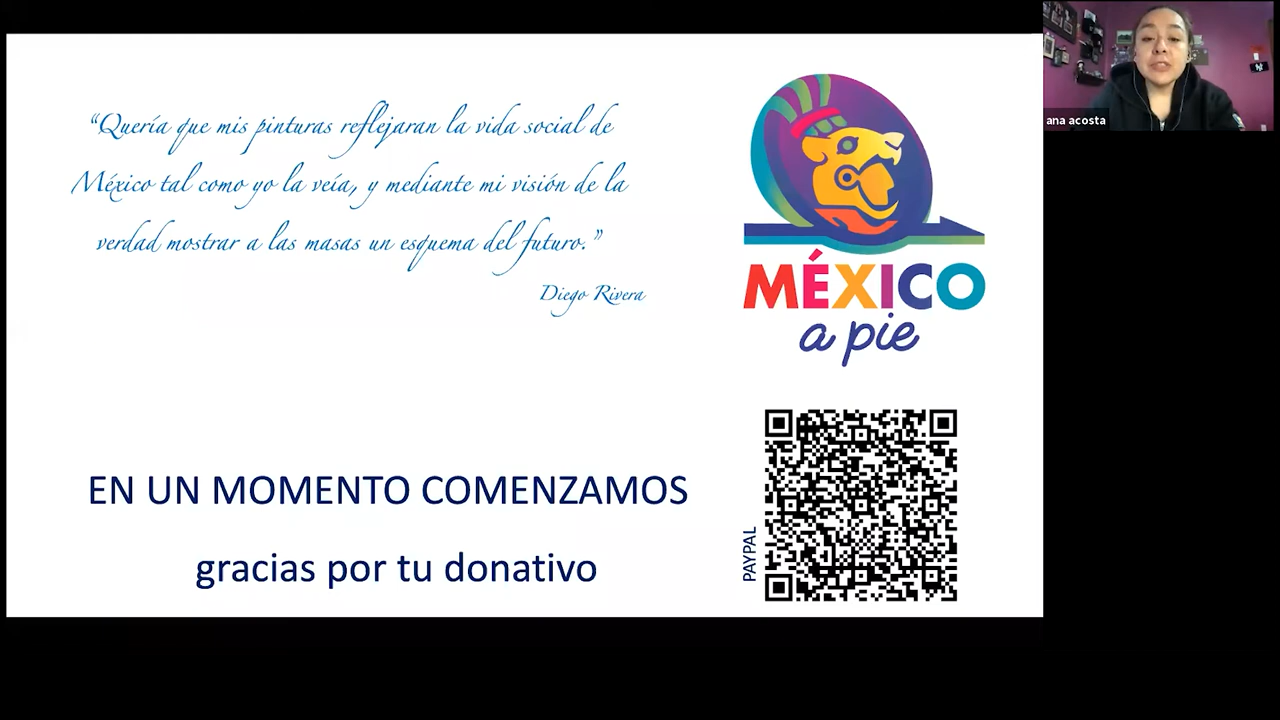 “Quería que mis pinturas reflejaran la vida social de
México tal como yo la veía, y mediante mi visión de la
verdad mostrar a las masas un esquema del futuro.”
Diego Rivera
MÉXICO
a pie
EN UN MOMENTO COMENZAMOS
gracias por tu donativo
PAYPAL
ana acosta